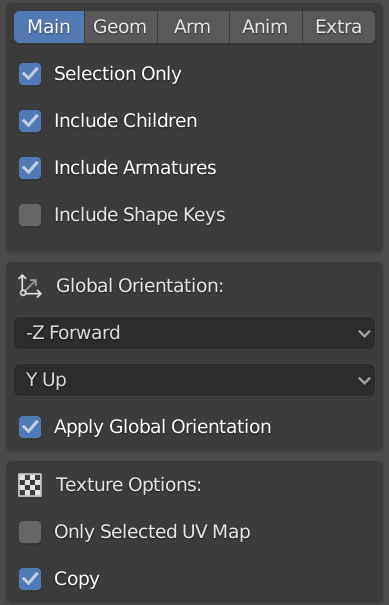 Main Geom Arm Anim Extra
Selection Only
Include Children
Include Armatures
Include Shape Keys
Global Orientation:
-Z Forward
Y Up
Apply Global Orientation
Texture Options:
Only Selected UV Map
Copy